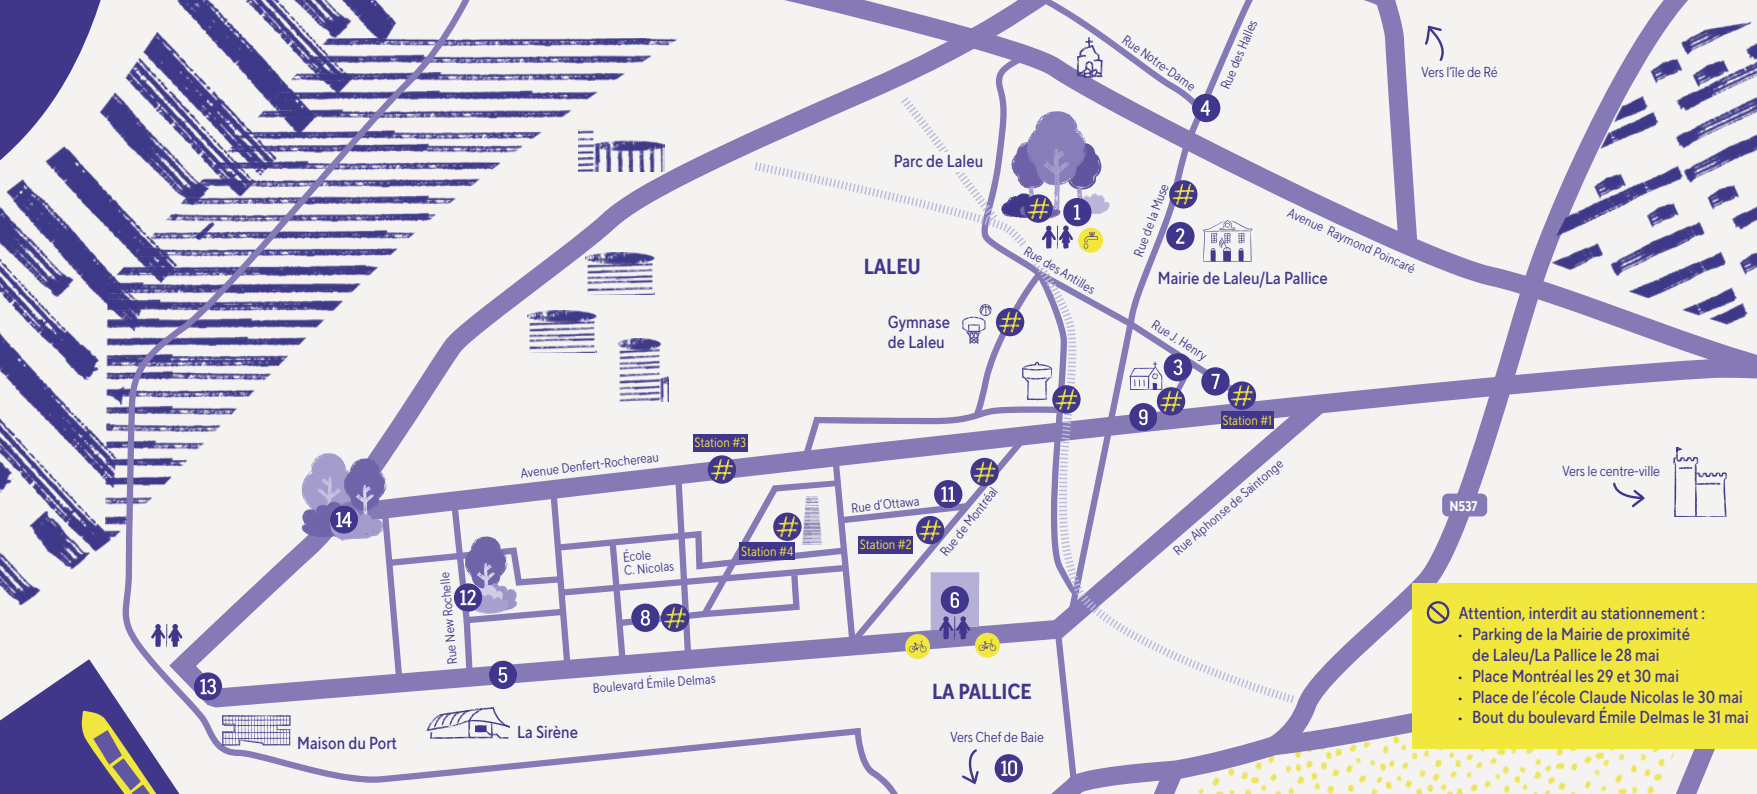 Rue Notre-Dame
Rue des Halles
Vers l'île de Ré
4
Parc de Laleu
#
# 1
Rue de la Muse
2
Avenue Raymond Poincaré
Rue des Antilles
LALEU
Mairie de Laleu/La Pallice
Gymnase
de Laleu
#
Rue J. Henry
3
7
#
#
#
9
Station #1
Station #3
#
Avenue Denfert-Rochereau
#
11
Rue d'Ottawa
Rue de Montréal
Rue Alphonse de Saintonge
Vers le centre-ville
N537
14
#
Station #4
#
Station #2
École
C. Nicolas
Rue New Rochelle
12
8 #
6
5
13
Boulevard Émile Delmas
LA PALLICE
Maison du Port
La Sirène
Vers Chef de Baie
10
Attention, interdit au stationnement :
• Parking de la Mairie de proximité
de Laleu/La Pallice le 28 mai
• Place Montréal les 29 et 30 mai
• Place de l'école Claude Nicolas le 30 mai
• Bout du boulevard Émile Delmas le 31 mai